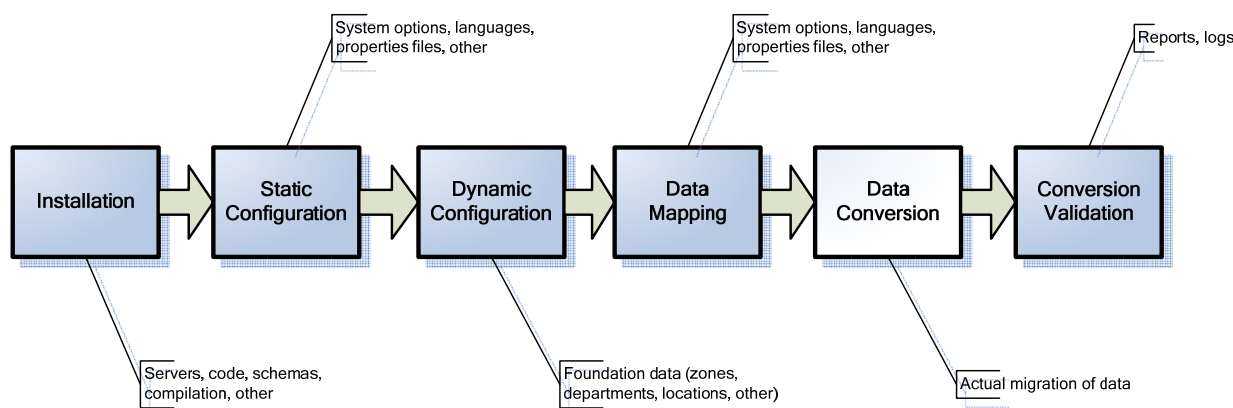 System options, languages,
properties files, other
System options, languages,
properties files, other
Reports, logs
Installation
Static
Configuration
Dynamic
Configuration
Data
Mapping
Data
Conversion
Conversion
Validation
Servers, code, schemas,
compilation, other
Foundation data (zones,
departments, locations, other)
Actual migration of data